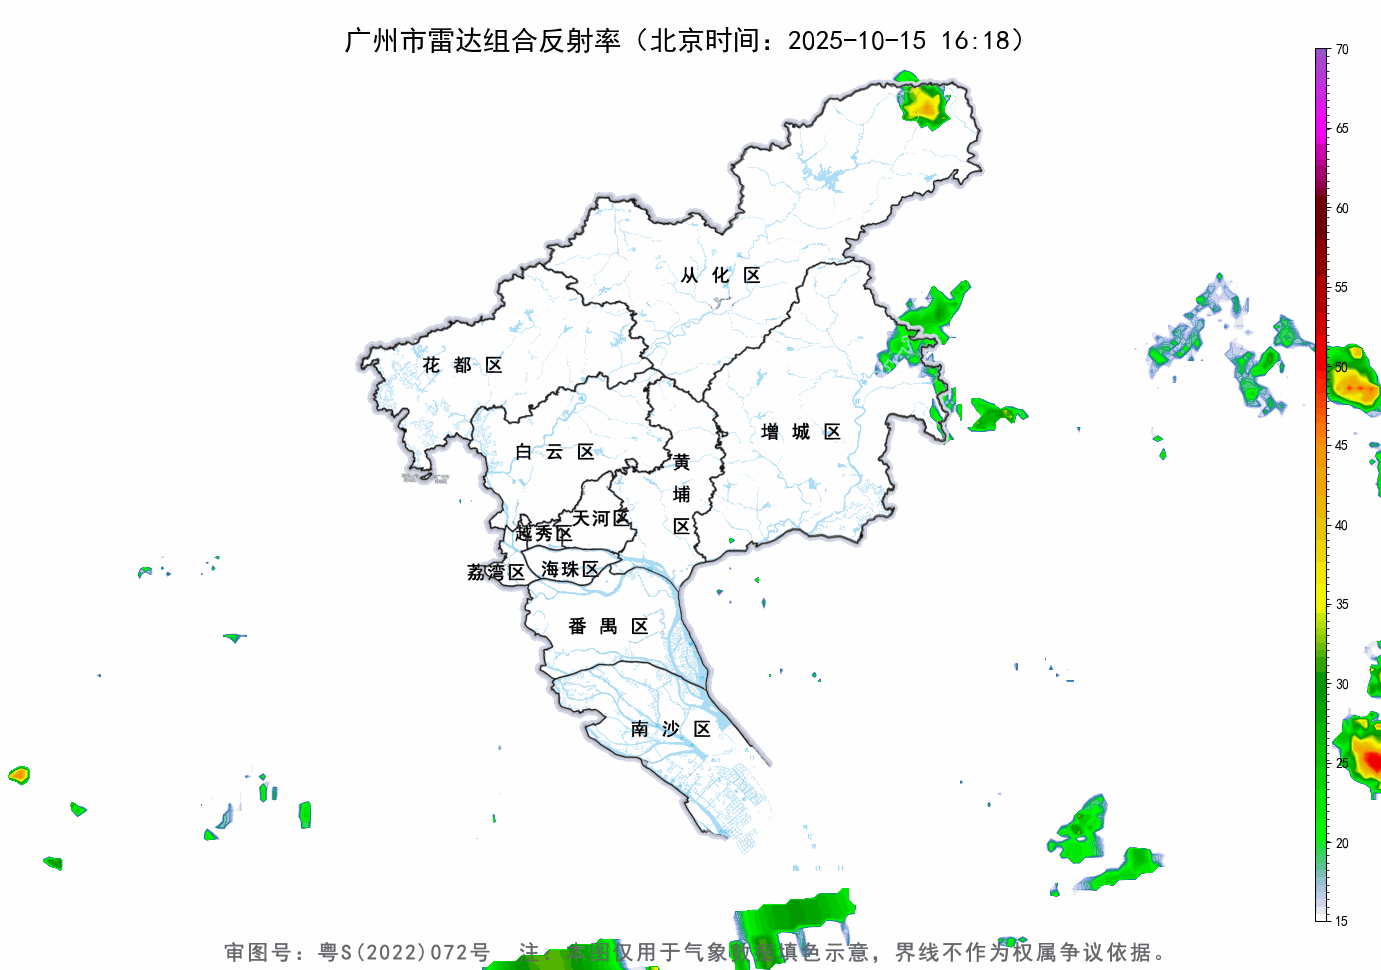 广州市雷达组合反射率（北京时间：2025-10-15 16:18）
70
65
60
55
50
45
40
35
30
25
20
15
从化区
花都区
增城区
白云区
黄埔区
天河区
越秀区
海珠区
荔湾区
番禺区
南沙区
审图号：粤S(2022)072号 注：本图仅用于气象数据填色示意，界线不作为权属争议依据。